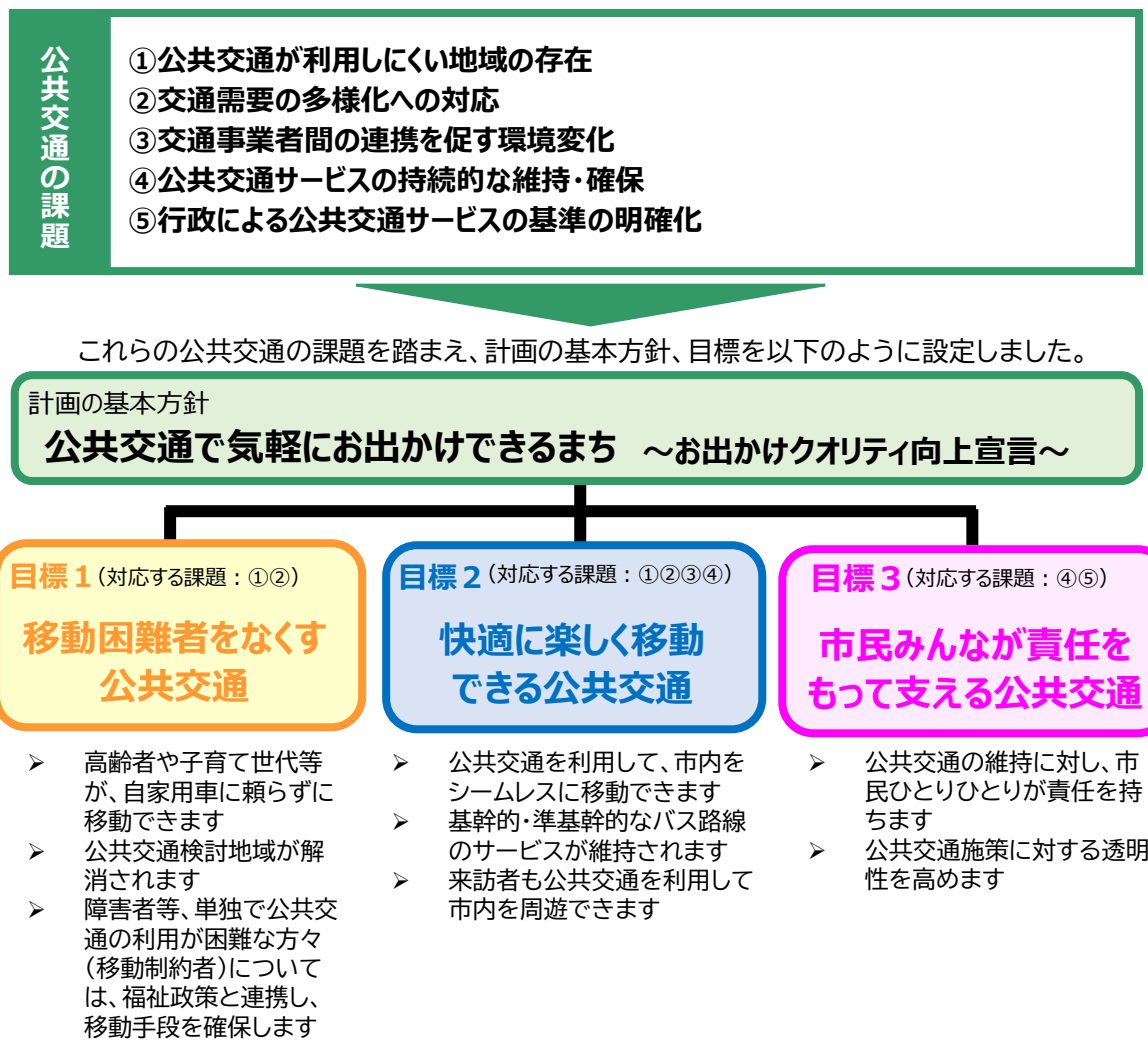 公共交通の課題
①公共交通が利用しにくい地域の存在
②交通需要の多様化への対応
③交通事業者間の連携を促す環境変化
④公共交通サービスの持続的な維持・確保
⑤行政による公共交通サービスの基準の明確化
これらの公共交通の課題を踏まえ、計画の基本方針、目標を以下のように設定しました。
計画の基本方針
公共交通で気軽にお出かけできるまち ～お出かけクオリティ向上宣言～
目標１（対応する課題：①②）
移動困難者をなくす
公共交通
➢ 高齢者や子育て世代等
が、自家用車に頼らずに
移動できます
➢ 公共交通検討地域が解
消されます
➢ 障害者等、単独で公共交
通の利用が困難な方々
（移動制約者）について
は、福祉政策と連携し、
移動手段を確保します
目標２（対応する課題：①②③④）
快適に楽しく移動
できる公共交通
➢ 公共交通を利用して、市内を
シームレスに移動できます
➢ 基幹的・準基幹的なバス路線
のサービスが維持されます
➢ 来訪者も公共交通を利用して
市内を周遊できます
目標３（対応する課題：④⑤）
市民みんなが責任を
もって支える公共交通
➢ 公共交通の維持に対し、市
民ひとりひとりが責任を持
ちます
➢ 公共交通施策に対する透明
性を高めます